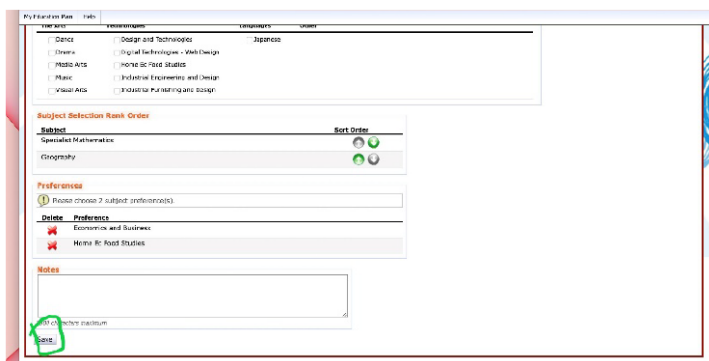 My Education Plan Help
The Arts Technologies Languages Other
Dance Design and Technologies Japanese
Drama Digital Technologies - Web Design
Media Arts Home Ec Food Studies
Music Industrial Engineering and Design
Visual Arts Industrial Furnishing and Design
Subject Selection Rank Order
Subject Sort Order
Specialist Mathematics
Geography
Preferences
Please choose 2 subject preference(s).
Delete Preference
Economics and Business
Home Ec Food Studies
Notes
characters maximum
Save